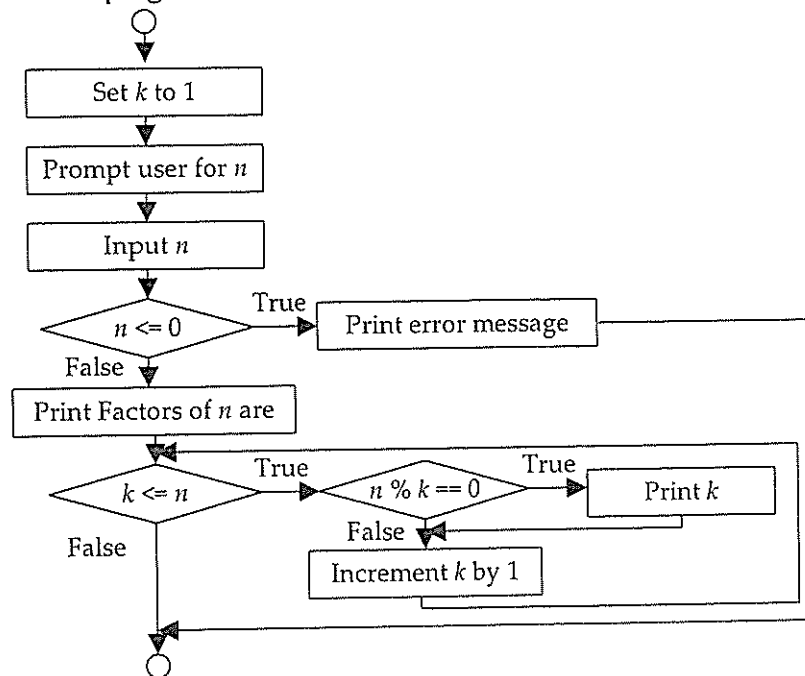 Set k to 1
Prompt user for n
Input n
n <= 0
True
Print error message
False
Print Factors of n are
k <= n
True
n % k == 0
True
Print k
False
False
Increment k by 1